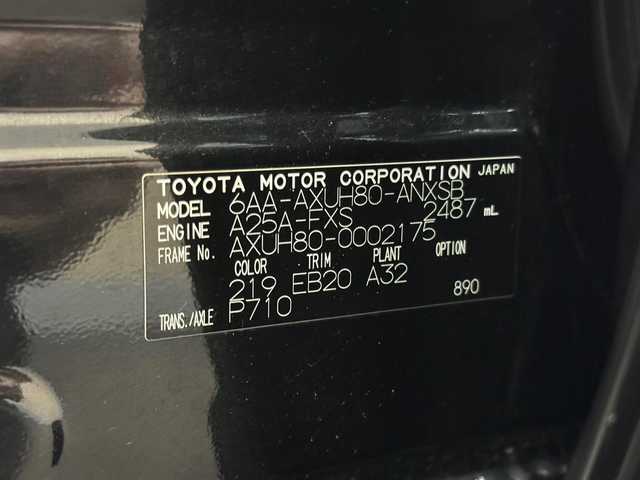 TOYOTA MOTOR CORPORATION JAPAN
MODEL 6AA-AXUH80-ANXSB
ENGINE A25A-FXS 2487 mL
FRAME No. AXUH80-0002175
COLOR TRIM PLANT OPTION
219 EB20 A32 890
TRANS./AXLE P710